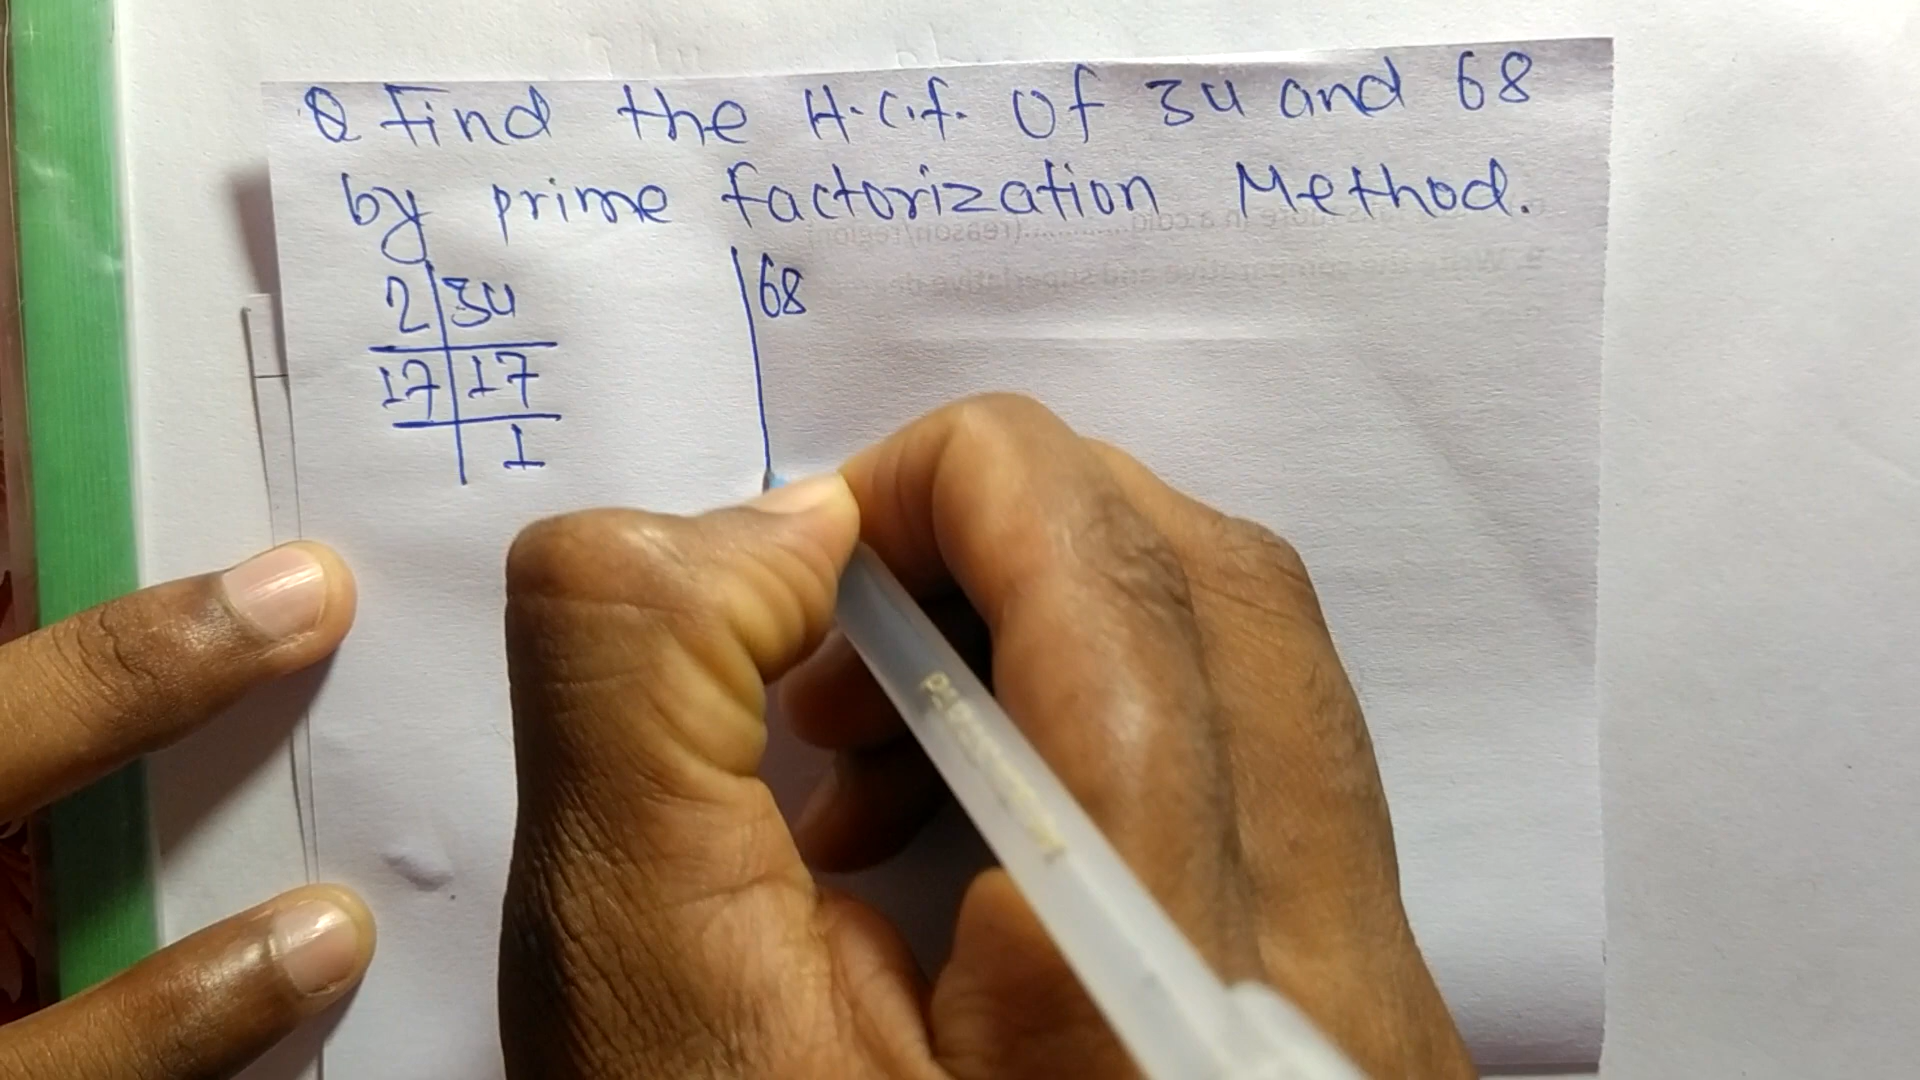 Q Find the H.C.f. Of 34 and 68
by prime factorization Method.
2 34
17 17
1
68